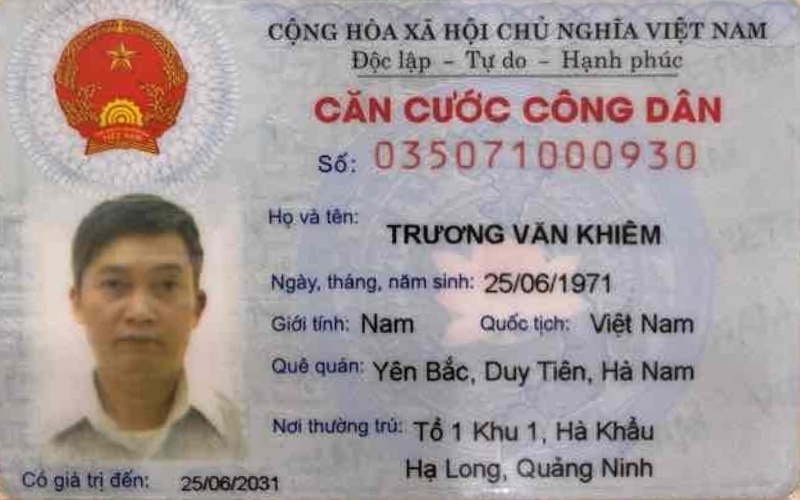 CỘNG HÒA XÃ HỘI CHỦ NGHĨA VIỆT NAM
Độc lập - Tự do - Hạnh phúc
CĂN CƯỚC CÔNG DÂN
Số: 035071000930
Họ và tên: TRƯƠNG VĂN KHIÊM
Ngày, tháng, năm sinh: 25/06/1971
Giới tính: Nam Quốc tịch: Việt Nam
Quê quán: Yên Bắc, Duy Tiên, Hà Nam
Nơi thường trú: Tổ 1 Khu 1, Hà Khẩu
Hạ Long, Quảng Ninh
Có giá trị đến: 25/06/2031
VIỆT NAM